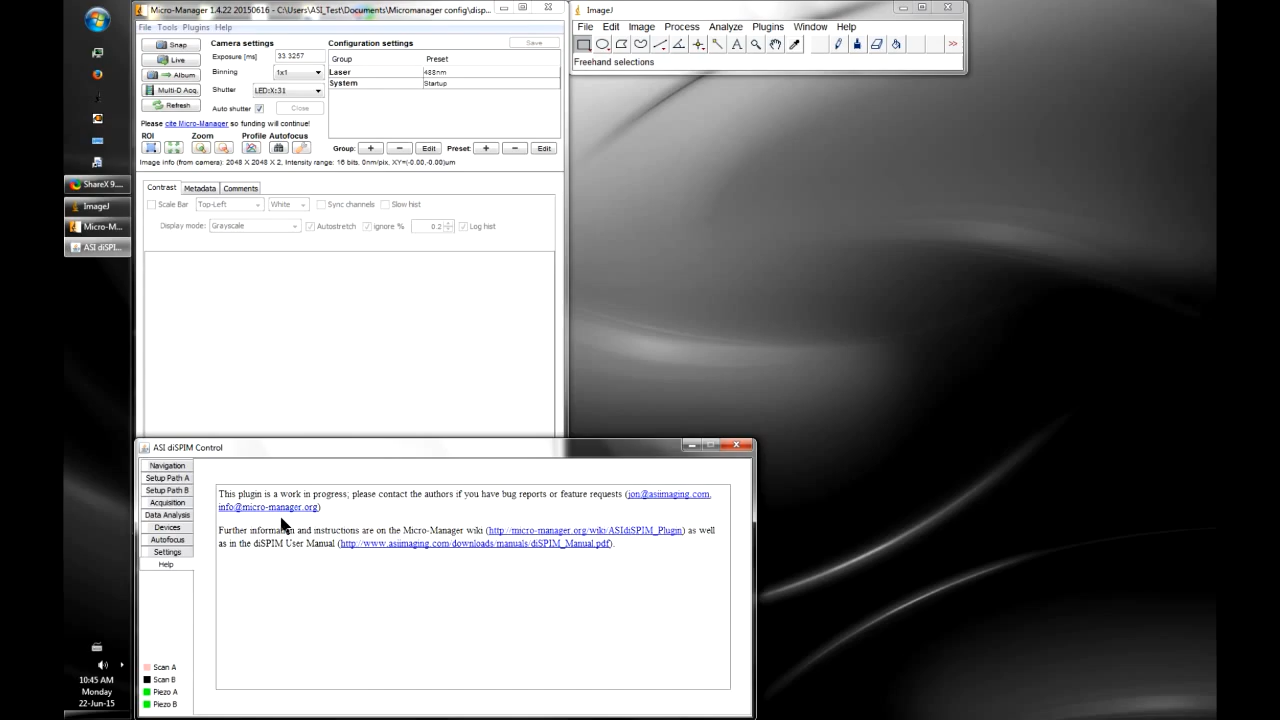 Micro-Manager 1.4.22 20150616 - C:\Users\ASI_Test\Documents\Micromanager config\disp...
File Tools Plugins Help
Snap
Live
Album
Multi-D Acq.
Refresh
Camera settings
Exposure [ms] 33.3257
Binning 1x1
Shutter LED:X:31
Auto shutter Close
Configuration settings
Save
Group Preset
Laser 488nm
System Startup
Please cite Micro-Manager so funding will continue!
ROI Zoom Profile Autofocus
Group: + - Edit Preset: + - Edit
Image info (from camera): 2048 X 2048 X 2, Intensity range: 16 bits, 0nm/pix, XY=(-0.00,-0.00)um
Contrast Metadata Comments
Scale Bar Top-Left White Sync channels Slow hist
Display mode: Grayscale Autostretch ignore % 0.2 Log hist
ImageJ
File Edit Image Process Analyze Plugins Window Help
A >>
Freehand selections
ShareX 9....
ImageJ
Micro-M...
ASI diSPI...
10:45 AM
Monday
22-Jun-15
ASI diSPIM Control
Navigation
Setup Path A
Setup Path B
Acquisition
Data Analysis
Devices
Autofocus
Settings
Help
This plugin is a work in progress; please contact the authors if you have bug reports or feature requests (jon@asiimaging.com,
info@micro-manager.org)
Further information and instructions are on the Micro-Manager wiki (http://micro-manager.org/wiki/ASIdiSPIM_Plugin) as well
as in the diSPIM User Manual (http://www.asiimaging.com/downloads/manuals/diSPIM_Manual.pdf).
Scan A
Scan B
Piezo A
Piezo B